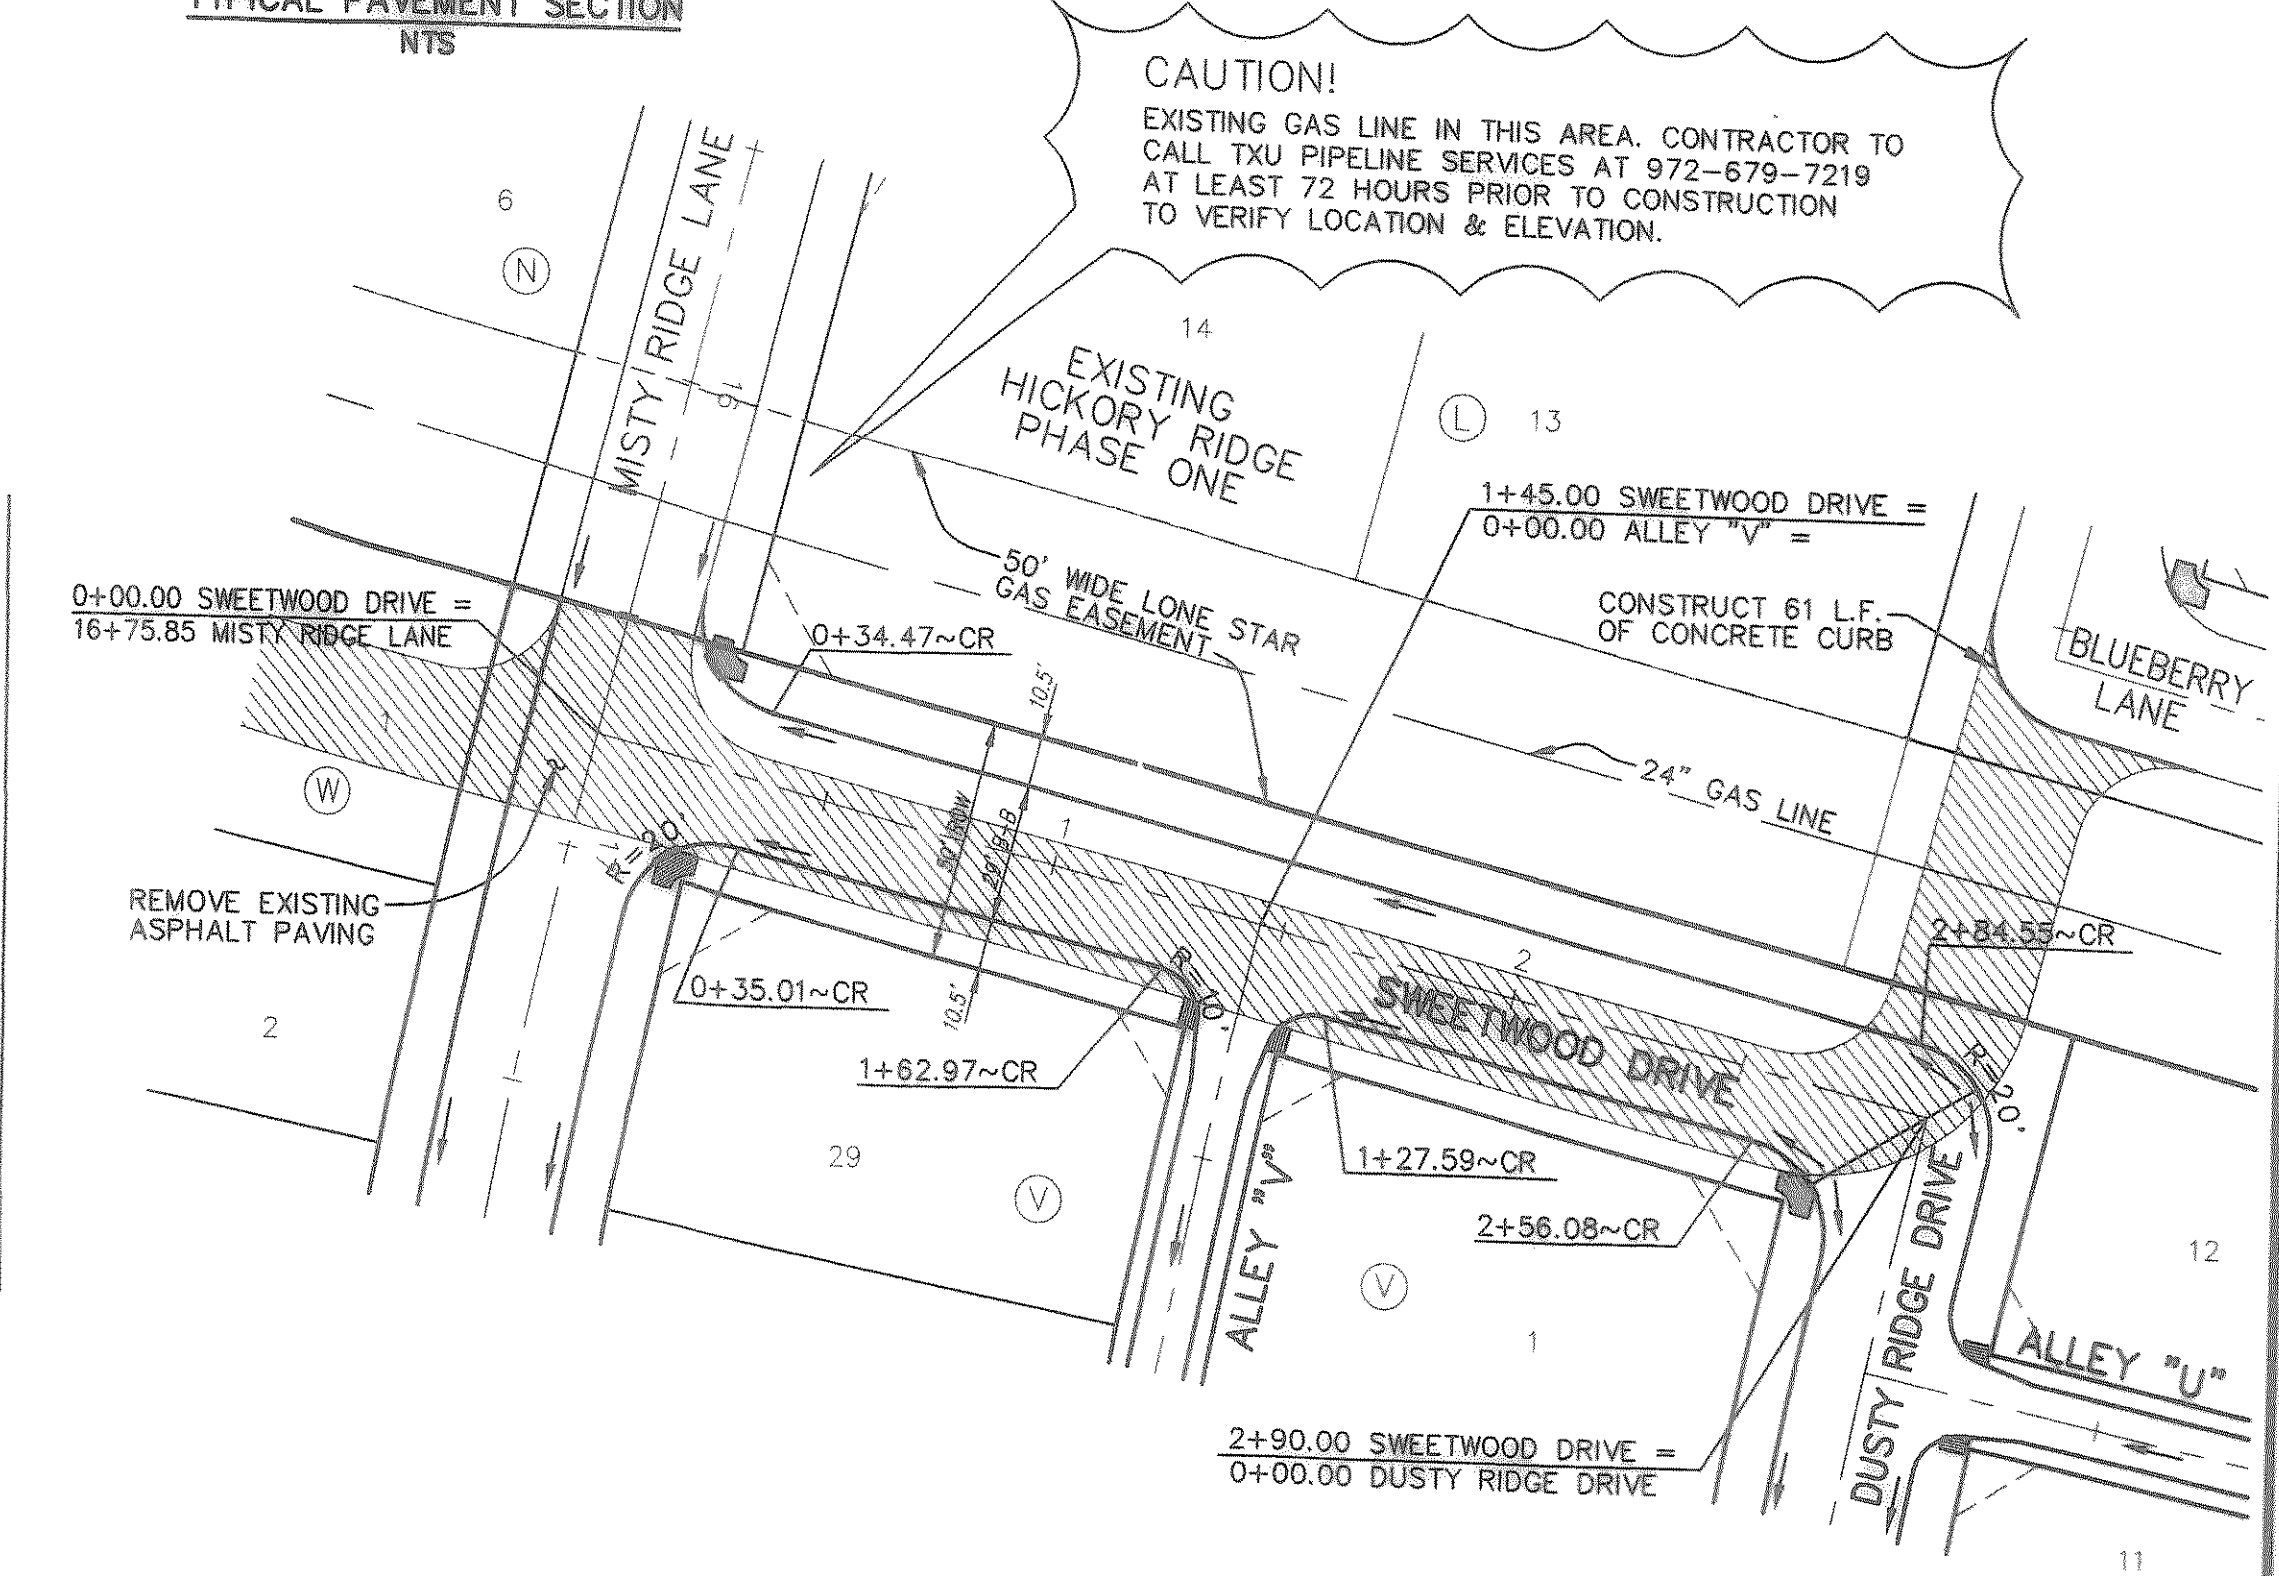 TYPICAL PAVEMENT SECTION
NTS
CAUTION!
EXISTING GAS LINE IN THIS AREA. CONTRACTOR TO
CALL TXU PIPELINE SERVICES AT 972-679-7219
AT LEAST 72 HOURS PRIOR TO CONSTRUCTION
TO VERIFY LOCATION & ELEVATION.
6
N
MISTY RIDGE LANE
16
14
EXISTING
HICKORY RIDGE
PHASE ONE
L
13
1+45.00 SWEETWOOD DRIVE =
0+00.00 ALLEY "V" =
50' WIDE LONE STAR
GAS EASEMENT
CONSTRUCT 61 L.F.
OF CONCRETE CURB
BLUEBERRY
LANE
0+00.00 SWEETWOOD DRIVE =
16+75.85 MISTY RIDGE LANE
0+34.47~CR
10.5'
24" GAS LINE
1
W
50' ROW
29' B-B
1
R=20'
17
REMOVE EXISTING
ASPHALT PAVING
2+84.55~CR
2
R=10'
0+35.01~CR
10.5'
SWEETWOOD DRIVE
2
1+62.97~CR
R=20'
29
V
ALLEY "V"
1+27.59~CR
2+56.08~CR
V
1
DUSTY RIDGE DRIVE
12
ALLEY "U"
2+90.00 SWEETWOOD DRIVE =
0+00.00 DUSTY RIDGE DRIVE
11